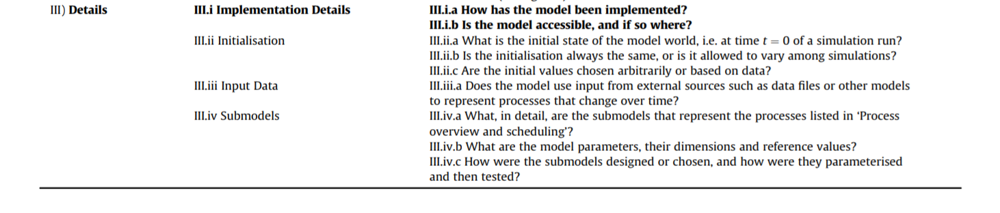 III) Details III.i Implementation Details III.i.a How has the model been implemented?
III.i.b Is the model accessible, and if so where?
III.ii Initialisation III.ii.a What is the initial state of the model world, i.e. at time t = 0 of a simulation run?
III.ii.b Is the initialisation always the same, or is it allowed to vary among simulations?
III.ii.c Are the initial values chosen arbitrarily or based on data?
III.iii Input Data III.iii.a Does the model use input from external sources such as data files or other models
to represent processes that change over time?
III.iv Submodels III.iv.a What, in detail, are the submodels that represent the processes listed in ‘Process
overview and scheduling’?
III.iv.b What are the model parameters, their dimensions and reference values?
III.iv.c How were the submodels designed or chosen, and how were they parameterised
and then tested?